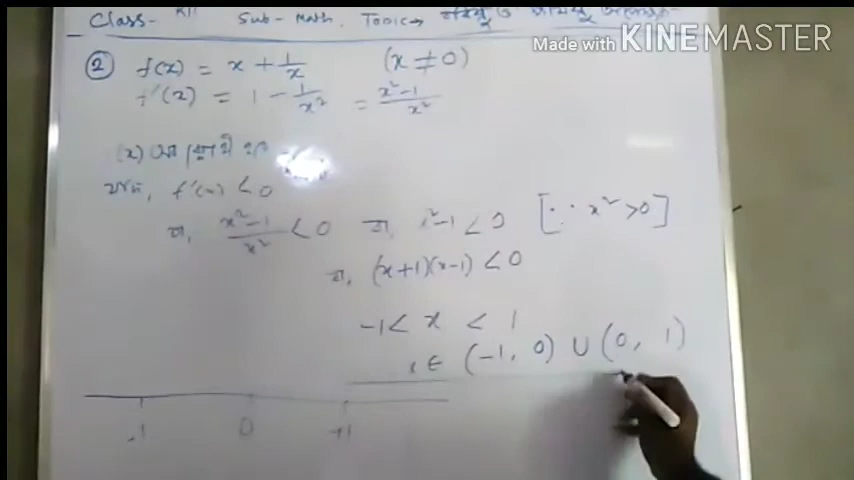 Made with KINEMASTER
Class- XII Sub- Math. Topic→
② f(x) = x + 1/x (x ≠ 0)
f'(x) = 1 - 1/x² = x²-1/x²
(x)
যখন, f'(x) < 0
বা, x²-1/x² < 0 বা, x²-1 < 0 [∵ x² > 0]
বা, (x+1)(x-1) < 0
-1 < x < 1
∈ (-1, 0) ∪ (0, 1)
-1 0 +1